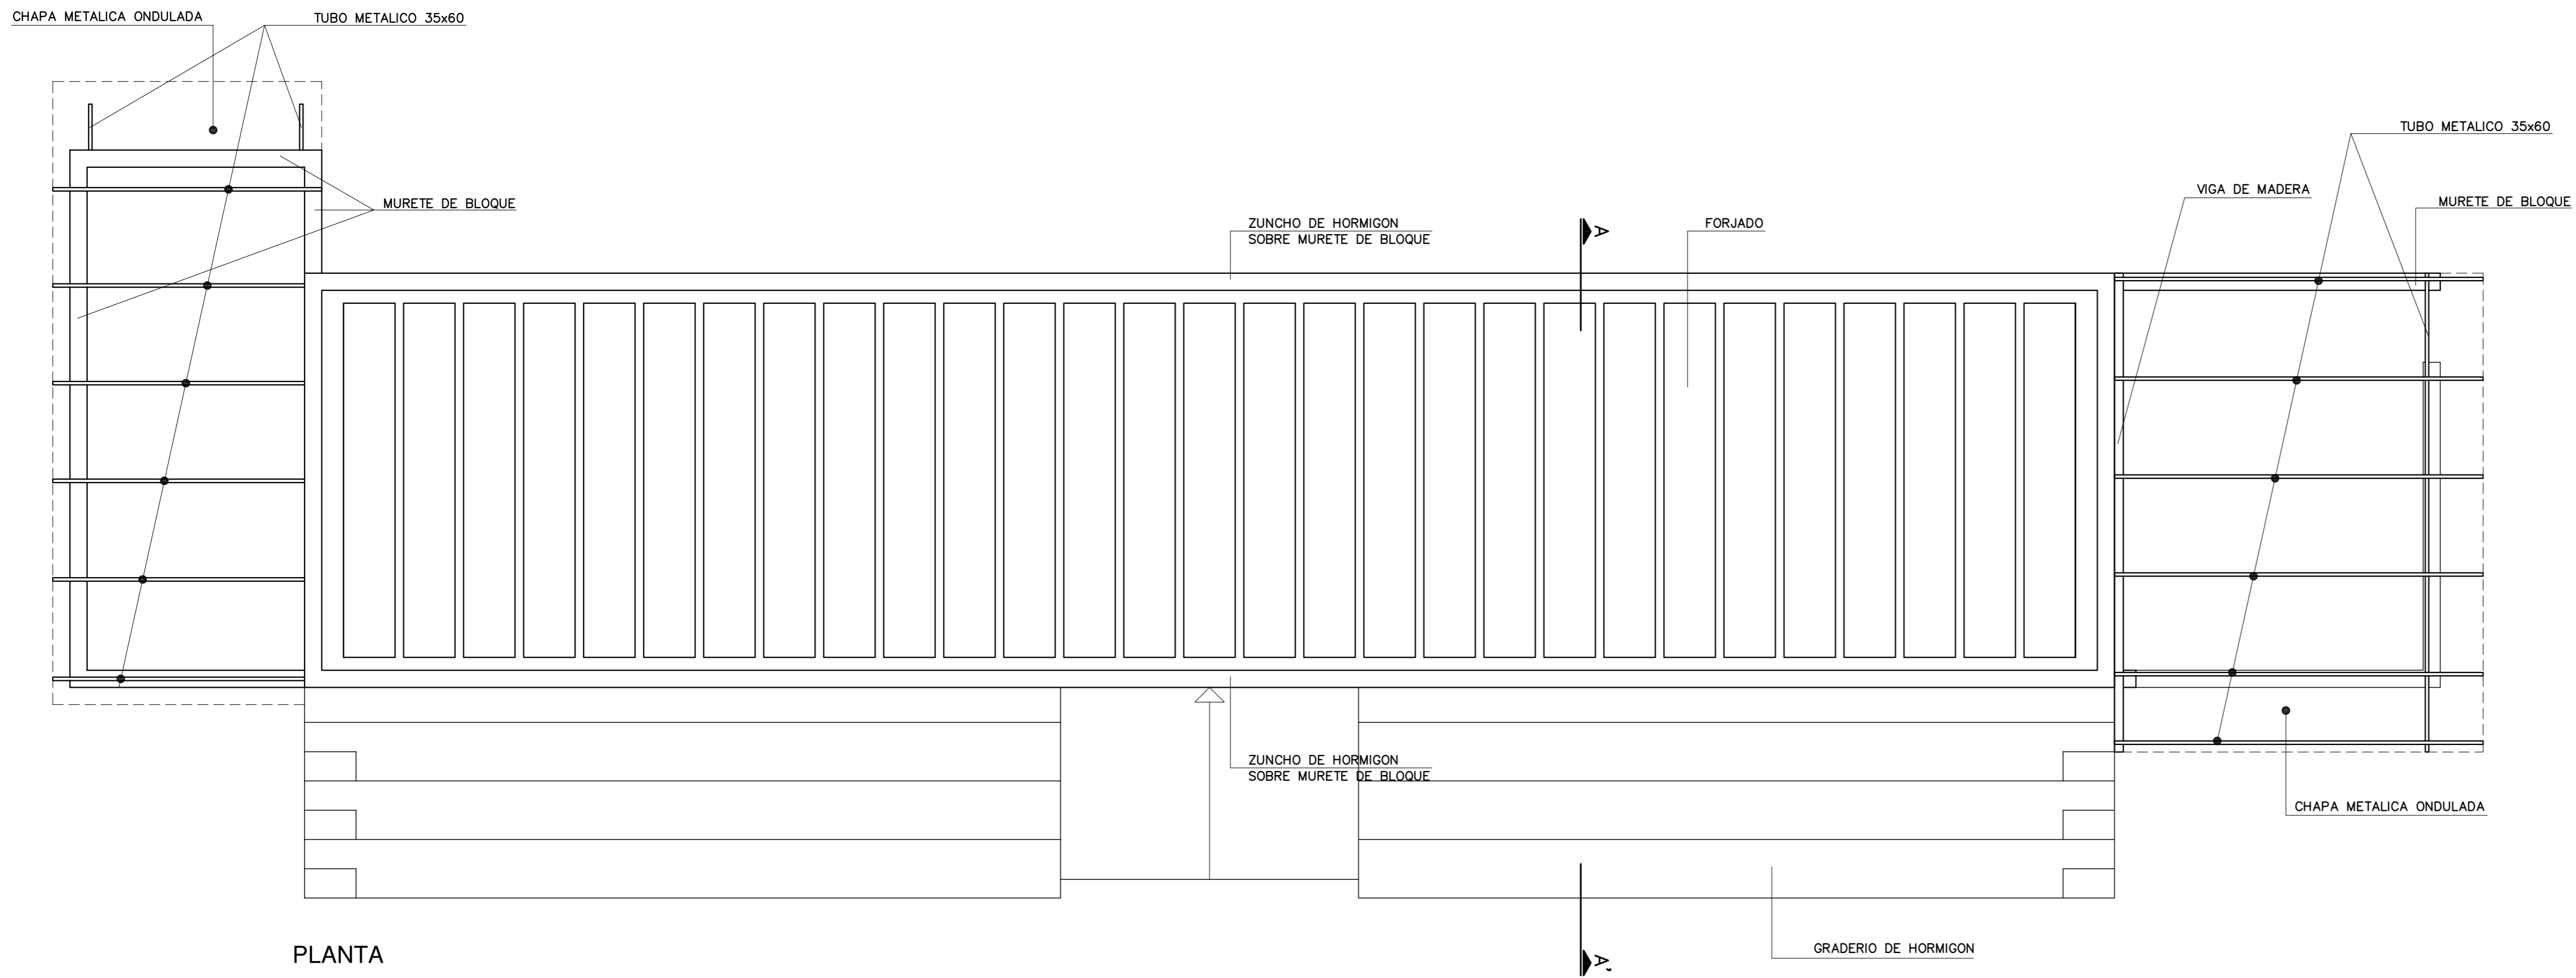 CHAPA METALICA ONDULADA
TUBO METALICO 35x60
TUBO METALICO 35x60
VIGA DE MADERA
MURETE DE BLOQUE
MURETE DE BLOQUE
ZUNCHO DE HORMIGON
SOBRE MURETE DE BLOQUE
A
FORJADO
ZUNCHO DE HORMIGON
SOBRE MURETE DE BLOQUE
CHAPA METALICA ONDULADA
GRADERIO DE HORMIGON
PLANTA
A'